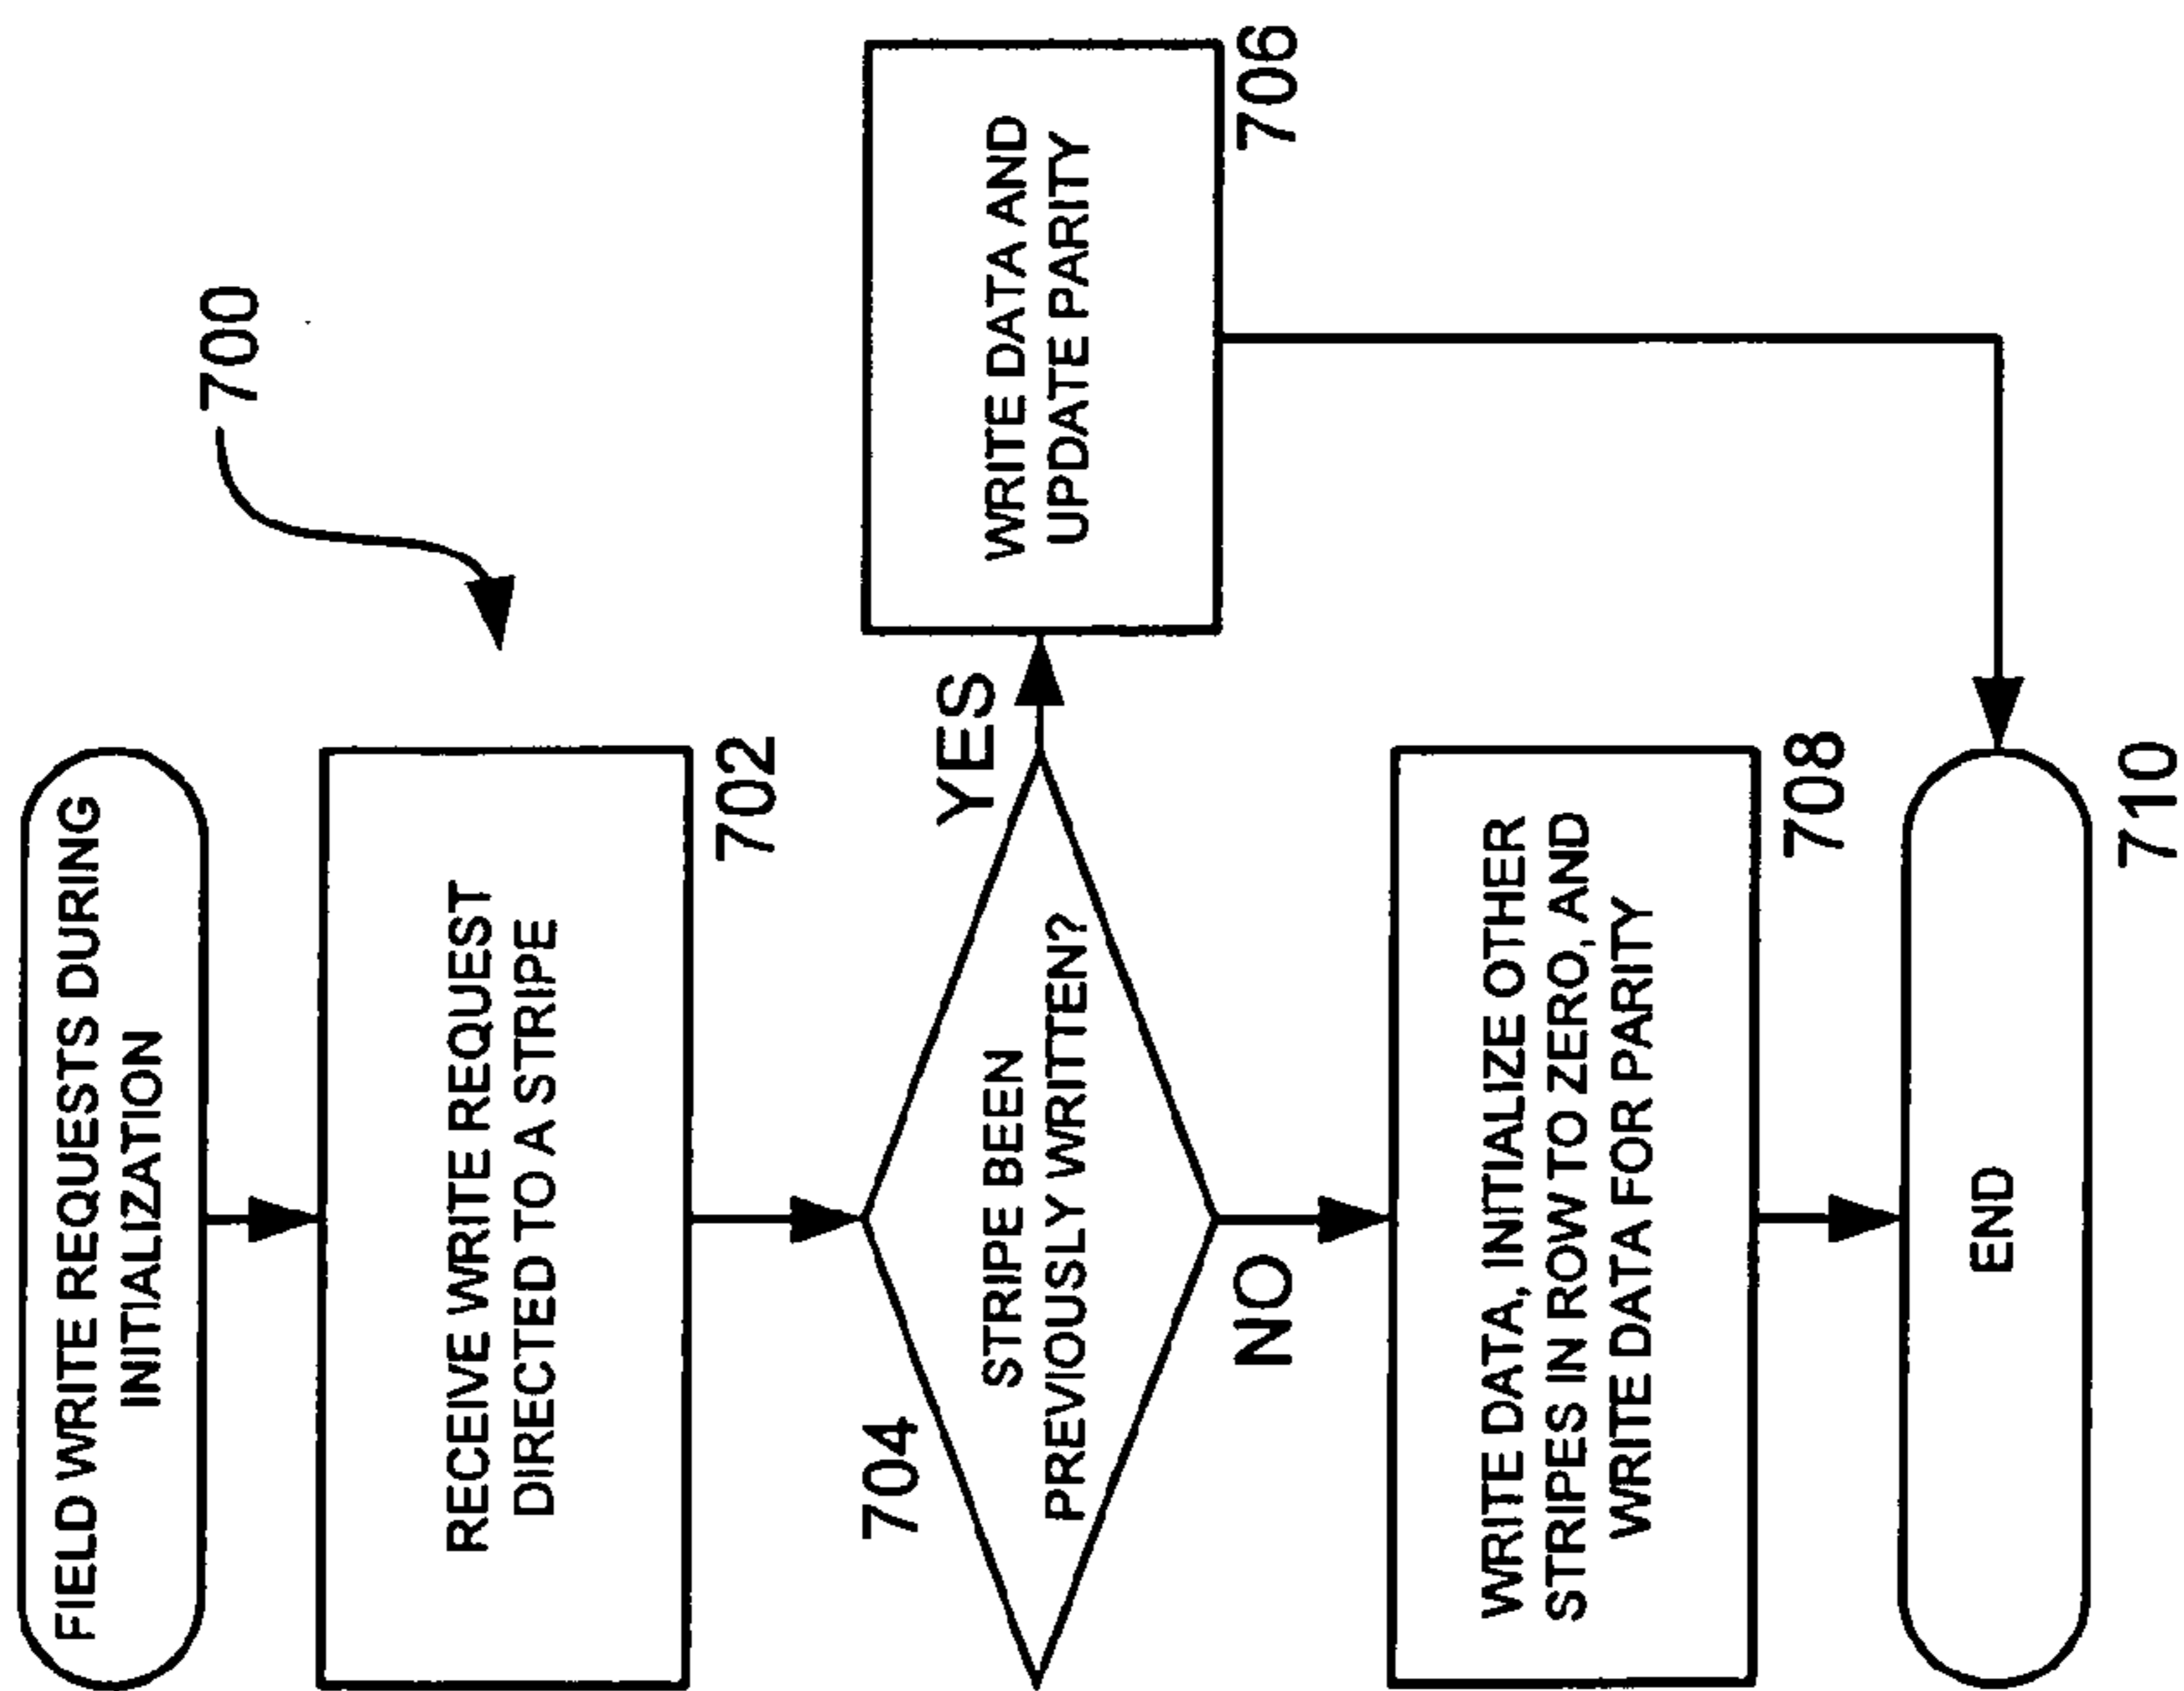 FIELD WRITE REQUESTS DURING
INITIALIZATION
700
RECEIVE WRITE REQUEST
DIRECTED TO A STRIPE
702
704
STRIPE BEEN
PREVIOUSLY WRITTEN?
YES
WRITE DATA AND
UPDATE PARITY
706
NO
WRITE DATA, INITIALIZE OTHER
STRIPES IN ROW TO ZERO, AND
WRITE DATA FOR PARITY
708
END
710